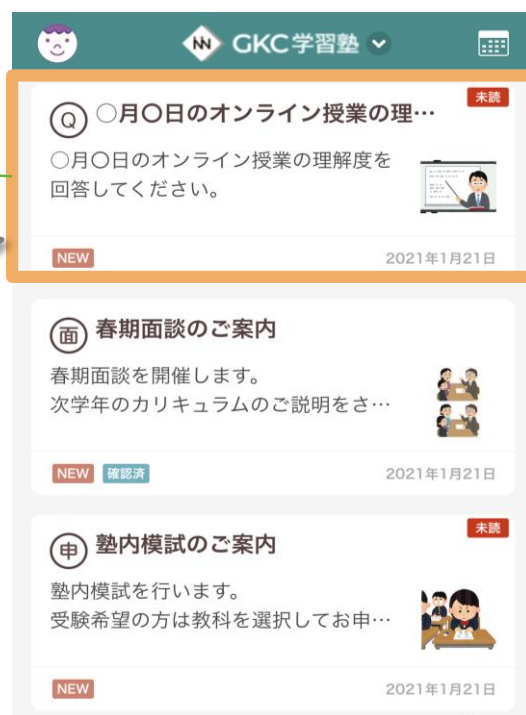 GKC学習塾
未読
Q ○月〇日のオンライン授業の理…
○月〇日のオンライン授業の理解度を
回答してください。
NEW 2021年1月21日
面 春期面談のご案内
春期面談を開催します。
次学年のカリキュラムのご説明をさ…
NEW 確認済 2021年1月21日
未読
申 塾内模試のご案内
塾内模試を行います。
受験希望の方は教科を選択してお申…
NEW 2021年1月21日